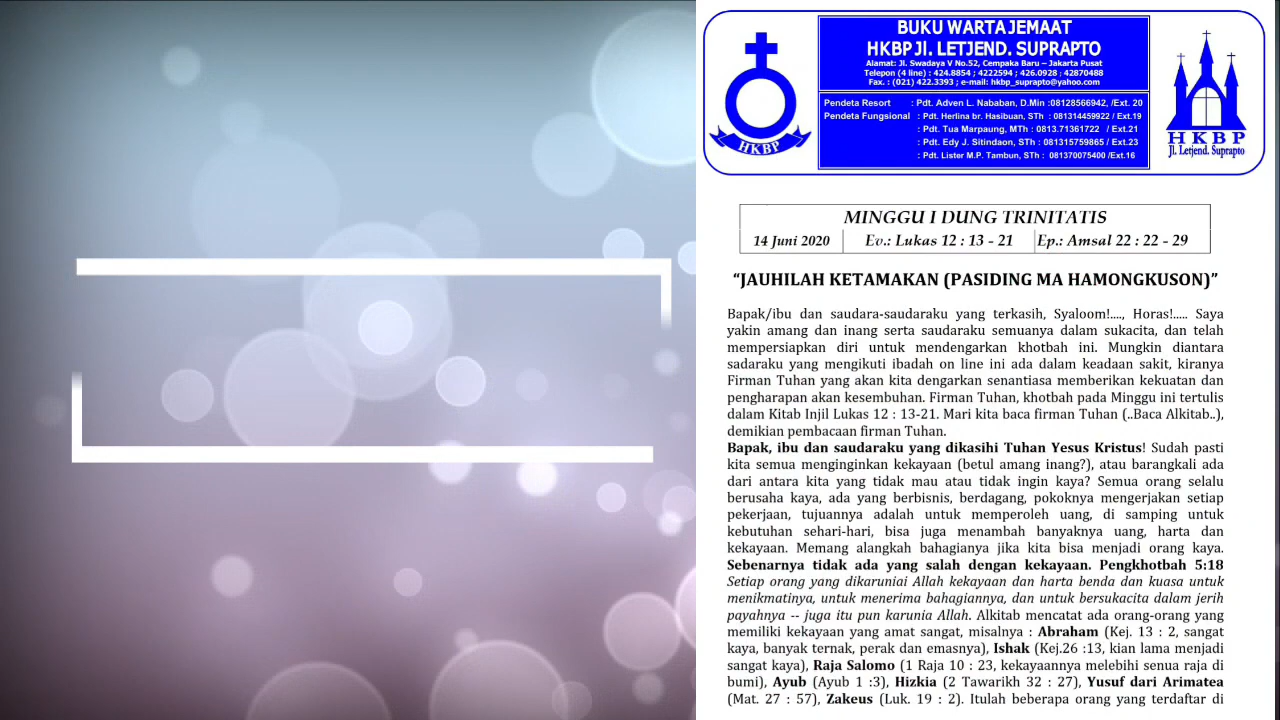 BUKU WARTA JEMAAT
HKBP Jl. LETJEND. SUPRAPTO
Alamat: Jl. Swadaya V No.52, Cempaka Baru – Jakarta Pusat
Telepon (4 line) : 424.8854 ; 4222594 ; 426.0928 ; 42870488
Fax. : (021) 422.3393 ; e-mail: hkbp_suprapto@yahoo.com
Pendeta Resort : Pdt. Adven L. Nababan, D.Min :08128566942, /Ext. 20
Pendeta Fungsional : Pdt. Herlina br. Hasibuan, STh : 081314459922 / Ext.19
: Pdt. Tua Marpaung, MTh : 0813.71361722 / Ext.21
: Pdt. Edy J. Sitindaon, STh : 081315759865 / Ext.23
: Pdt. Lister M.P. Tambun, STh : 081370075400 /Ext.16
HKBP
HKBP
Jl. Letjend. Suprapto
MINGGU I DUNG TRINITATIS
14 Juni 2020 Ev.: Lukas 12 : 13 - 21 Ep.: Amsal 22 : 22 - 29
“JAUHILAH KETAMAKAN (PASIDING MA HAMONGKUSON)”
Bapak/ibu dan saudara-saudaraku yang terkasih, Syaloom!...., Horas!..... Saya
yakin amang dan inang serta saudaraku semuanya dalam sukacita, dan telah
mempersiapkan diri untuk mendengarkan khotbah ini. Mungkin diantara
sadaraku yang mengikuti ibadah on line ini ada dalam keadaan sakit, kiranya
Firman Tuhan yang akan kita dengarkan senantiasa memberikan kekuatan dan
pengharapan akan kesembuhan. Firman Tuhan, khotbah pada Minggu ini tertulis
dalam Kitab Injil Lukas 12 : 13-21. Mari kita baca firman Tuhan (..Baca Alkitab..),
demikian pembacaan firman Tuhan.
Bapak, ibu dan saudaraku yang dikasihi Tuhan Yesus Kristus! Sudah pasti
kita semua menginginkan kekayaan (betul amang inang?), atau barangkali ada
dari antara kita yang tidak mau atau tidak ingin kaya? Semua orang selalu
berusaha kaya, ada yang berbisnis, berdagang, pokoknya mengerjakan setiap
pekerjaan, tujuannya adalah untuk memperoleh uang, di samping untuk
kebutuhan sehari-hari, bisa juga menambah banyaknya uang, harta dan
kekayaan. Memang alangkah bahagianya jika kita bisa menjadi orang kaya.
Sebenarnya tidak ada yang salah dengan kekayaan. Pengkhotbah 5:18
Setiap orang yang dikaruniai Allah kekayaan dan harta benda dan kuasa untuk
menikmatinya, untuk menerima bahagiannya, dan untuk bersukacita dalam jerih
payahnya -- juga itu pun karunia Allah. Alkitab mencatat ada orang-orang yang
memiliki kekayaan yang amat sangat, misalnya : Abraham (Kej. 13 : 2, sangat
kaya, banyak ternak, perak dan emasnya), Ishak (Kej.26 :13, kian lama menjadi
sangat kaya), Raja Salomo (1 Raja 10 : 23, kekayaannya melebihi senua raja di
bumi), Ayub (Ayub 1 :3), Hizkia (2 Tawarikh 32 : 27), Yusuf dari Arimatea
(Mat. 27 : 57), Zakeus (Luk. 19 : 2). Itulah beberapa orang yang terdaftar di